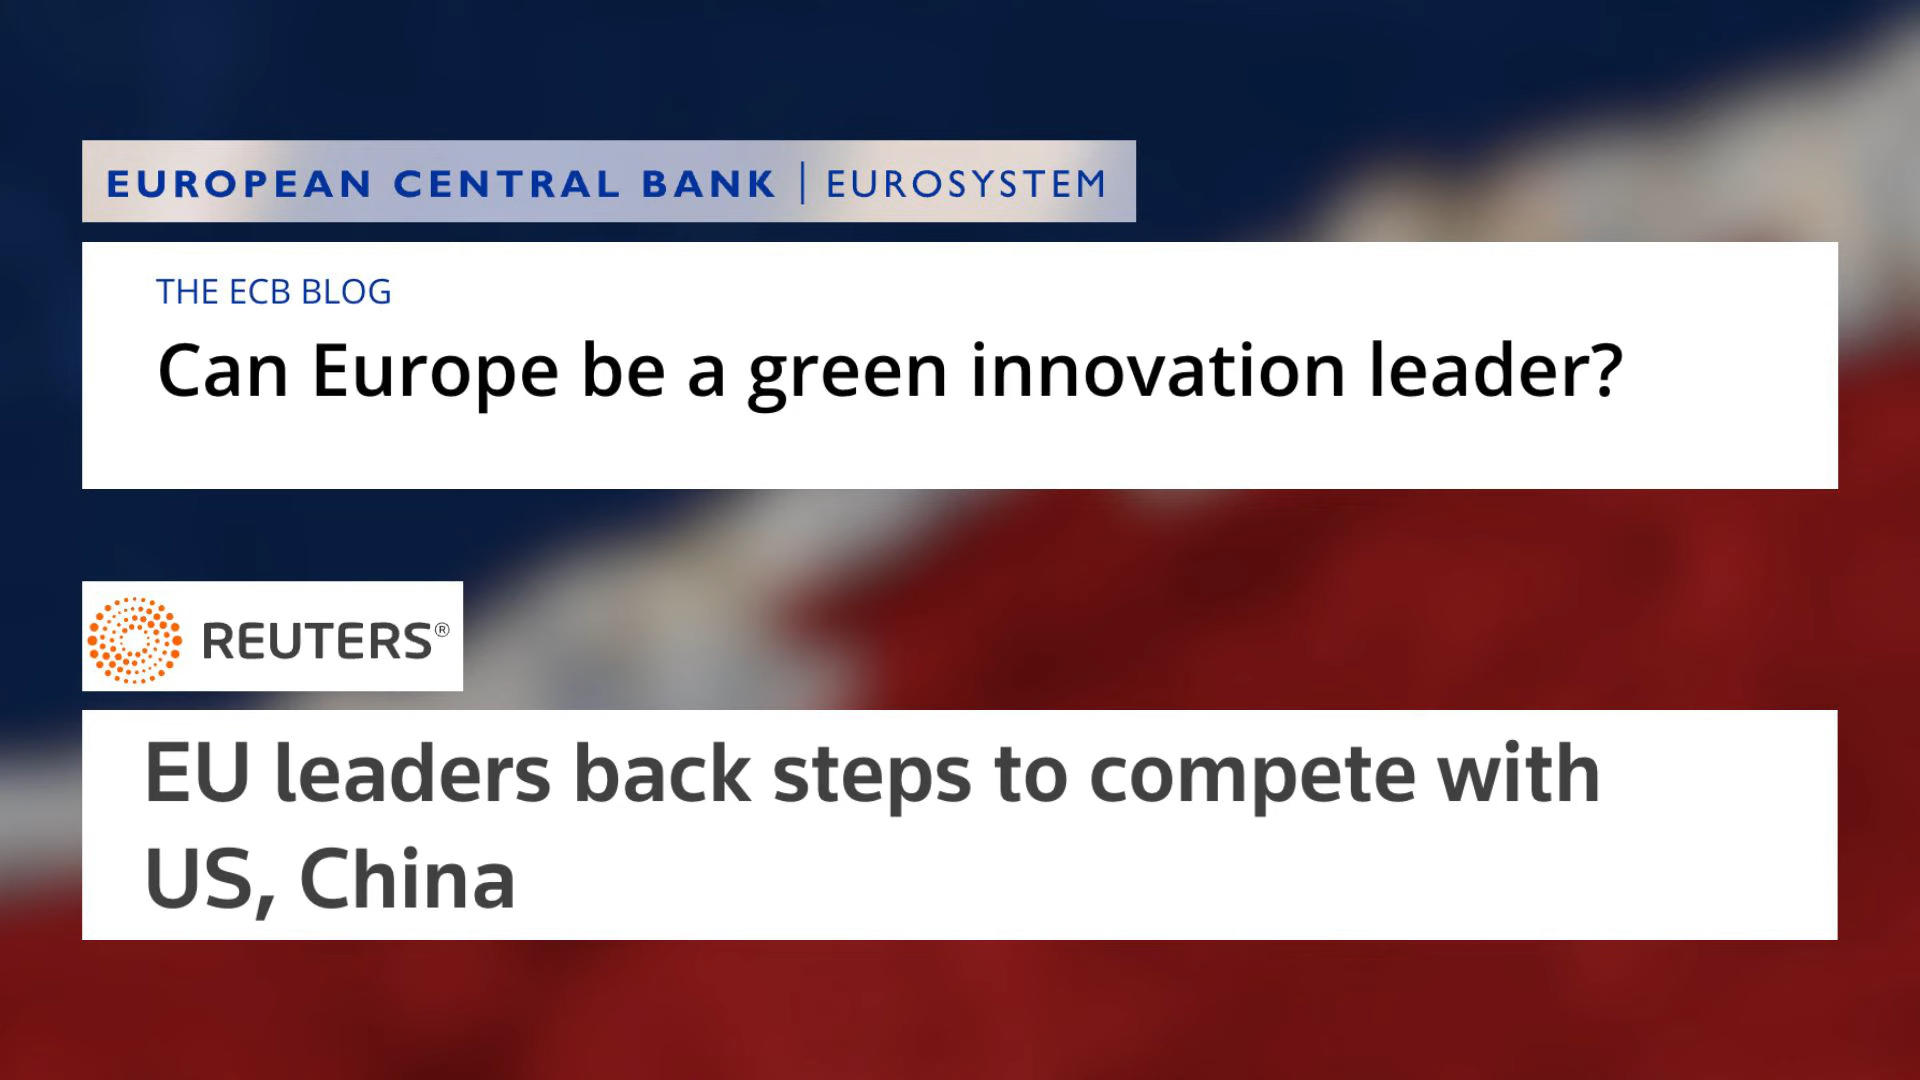 EUROPEAN CENTRAL BANK | EUROSYSTEM
THE ECB BLOG
Can Europe be a green innovation leader?
REUTERS®
EU leaders back steps to compete with
US, China